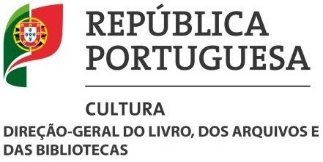 REPÚBLICA
PORTUGUESA
CULTURA
DIREÇÃO-GERAL DO LIVRO, DOS ARQUIVOS E
DAS BIBLIOTECAS